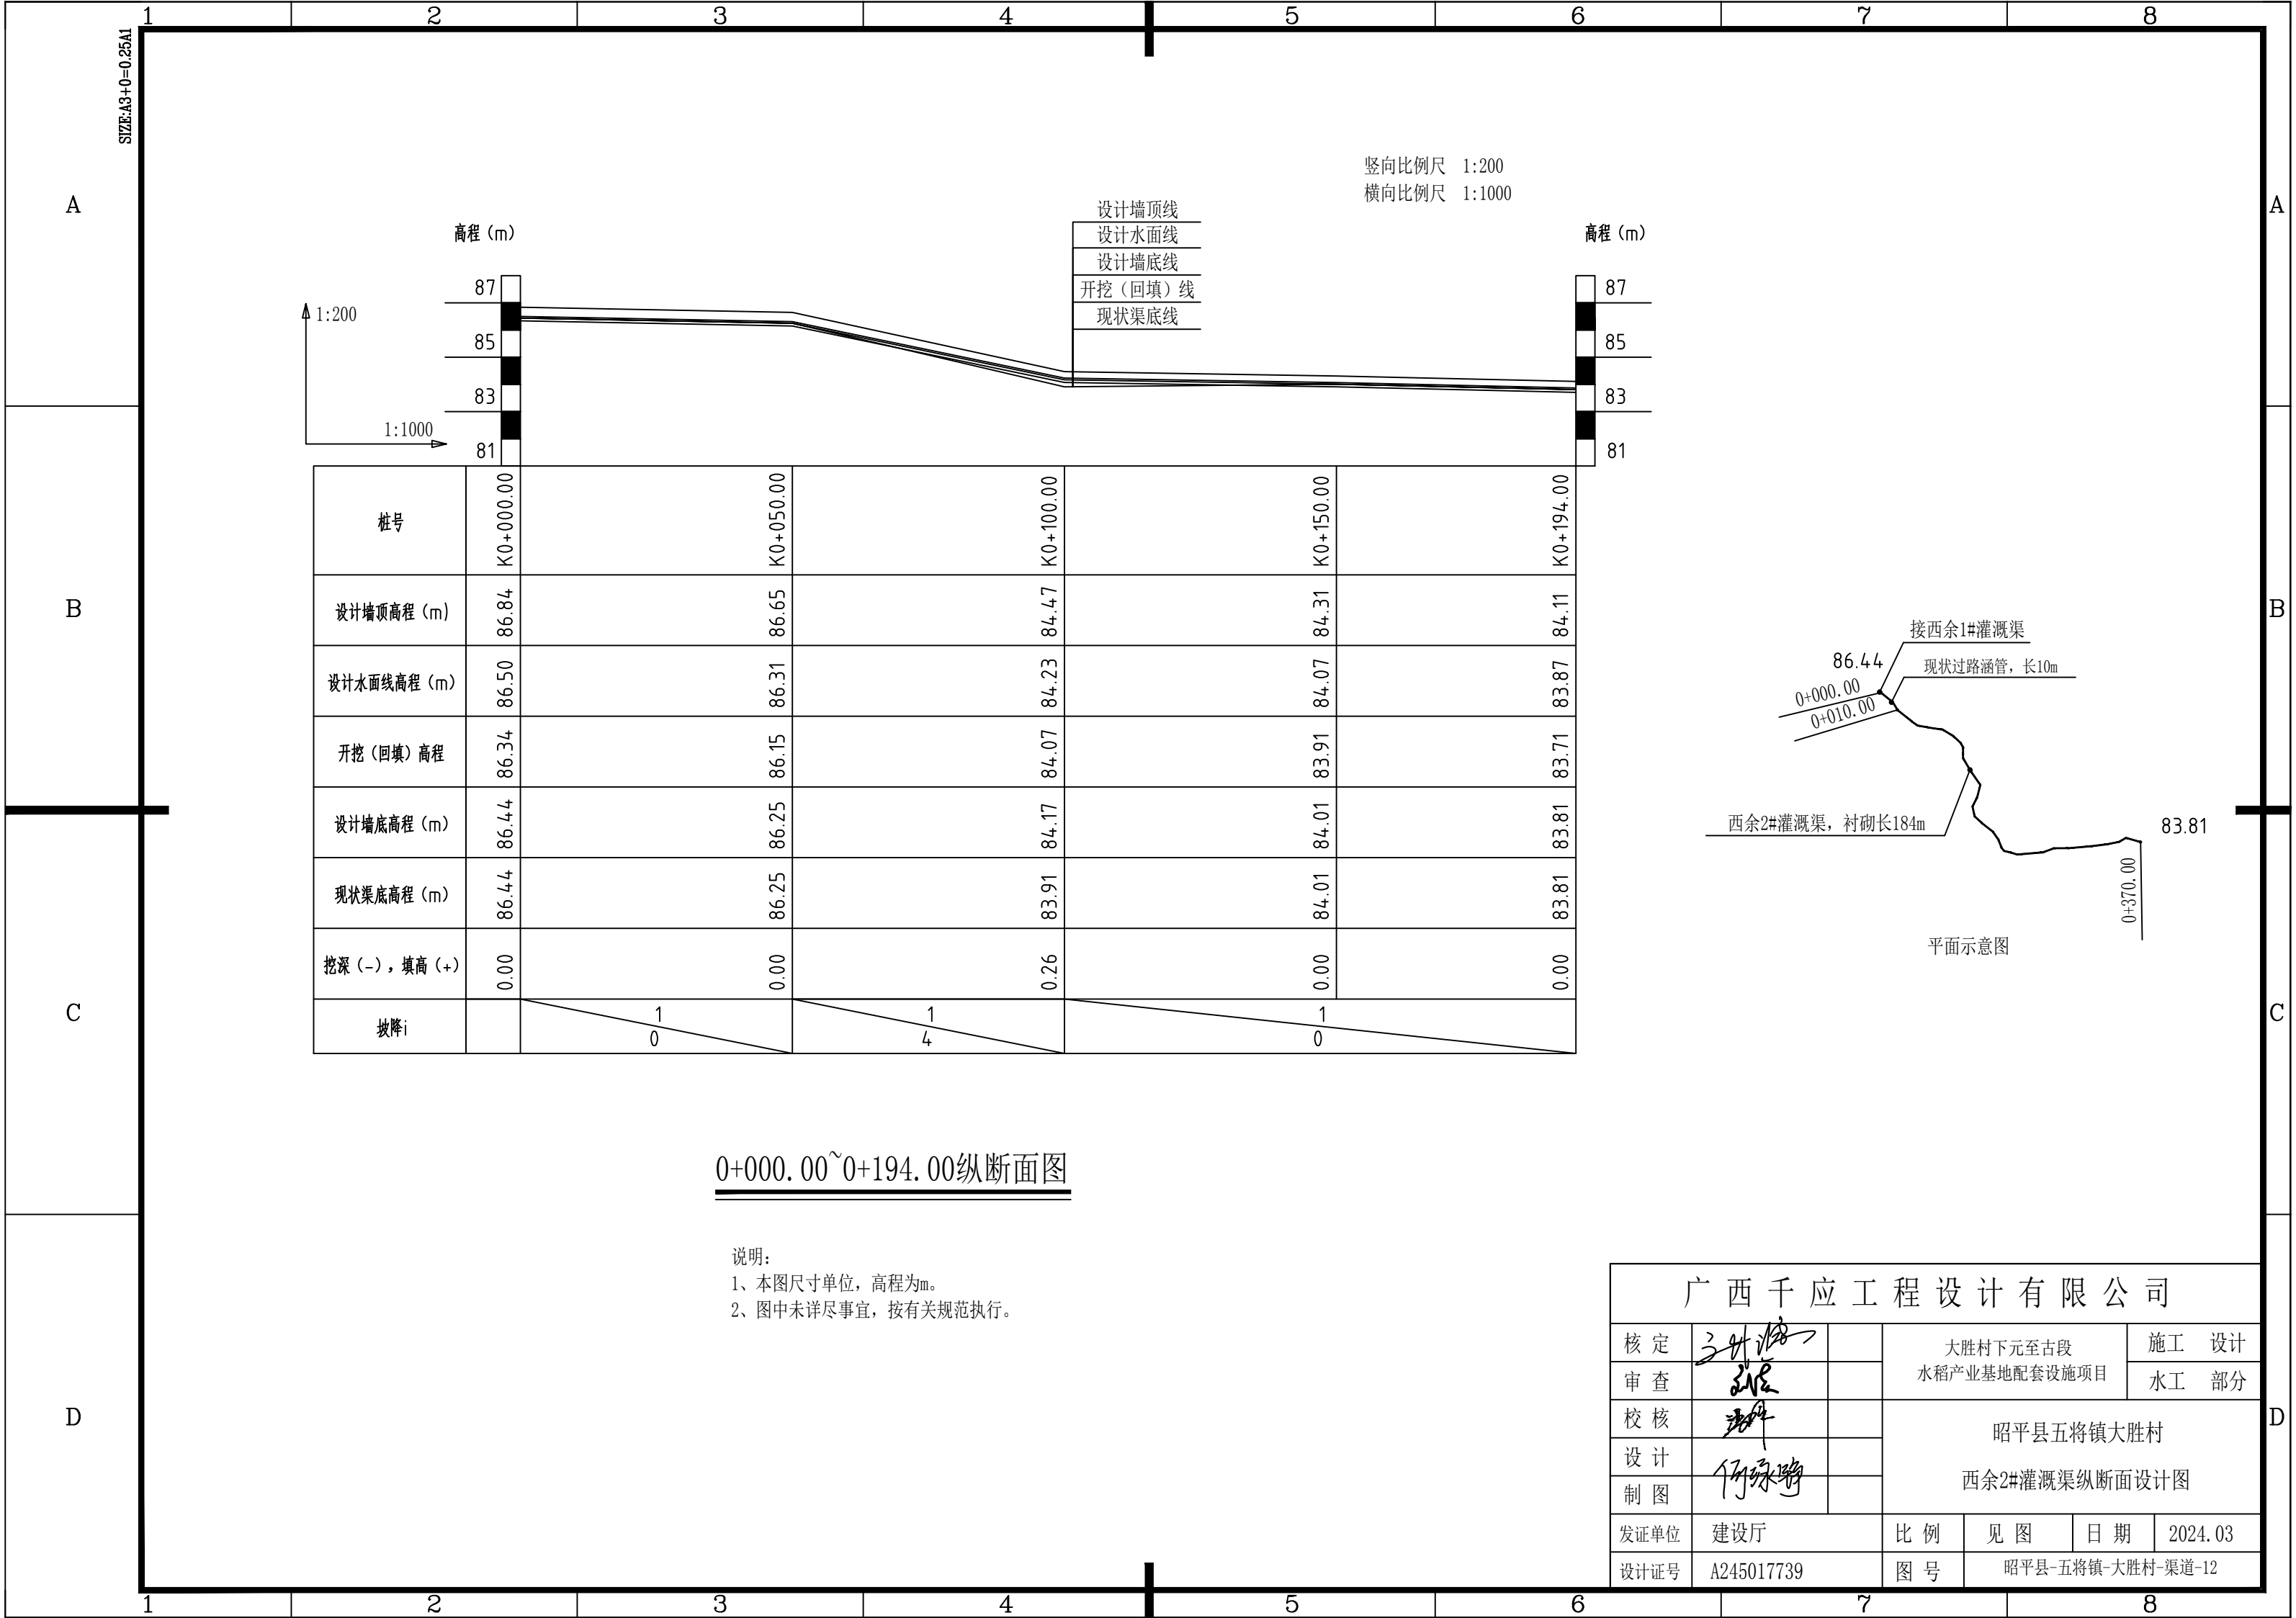 1 2 3 4 5 6 7 8
SIZE:A3+0=0.25A1
A A
B B
C C
D D
竖向比例尺 1:200
横向比例尺 1:1000
设计墙顶线
设计水面线
设计墙底线
开挖（回填）线
现状渠底线
高程（m） 高程（m）
87 87
85 85
83 83
81 81
1:200
1:1000
桩号 K0+000.00 K0+050.00 K0+100.00 K0+150.00 K0+194.00
设计墙顶高程（m） 86.84 86.65 84.47 84.31 84.11
设计水面线高程（m） 86.50 86.31 84.23 84.07 83.87
开挖（回填）高程 86.34 86.15 84.07 83.91 83.71
设计墙底高程（m） 86.44 86.25 84.17 84.01 83.81
现状渠底高程（m） 86.44 86.25 83.91 84.01 83.81
挖深（-），填高（+） 0.00 0.00 0.26 0.00 0.00
坡降i 1 0 1 4 1 0
接西余1#灌溉渠
86.44
现状过路涵管，长10m
0+000.00
0+010.00
西余2#灌溉渠，衬砌长184m
83.81
0+370.00
平面示意图
0+000.00~0+194.00纵断面图
说明：
1、本图尺寸单位，高程为m。
2、图中未详尽事宜，按有关规范执行。
广西千应工程设计有限公司
核定
审查
校核
设计 何
制图
大胜村下元至古段
水稻产业基地配套设施项目
施工 设计
水工 部分
昭平县五将镇大胜村
西余2#灌溉渠纵断面设计图
发证单位 建设厅 比例 见图 日期 2024.03
设计证号 A245017739 图号 昭平县-五将镇-大胜村-渠道-12
1 2 3 4 5 6 7 8